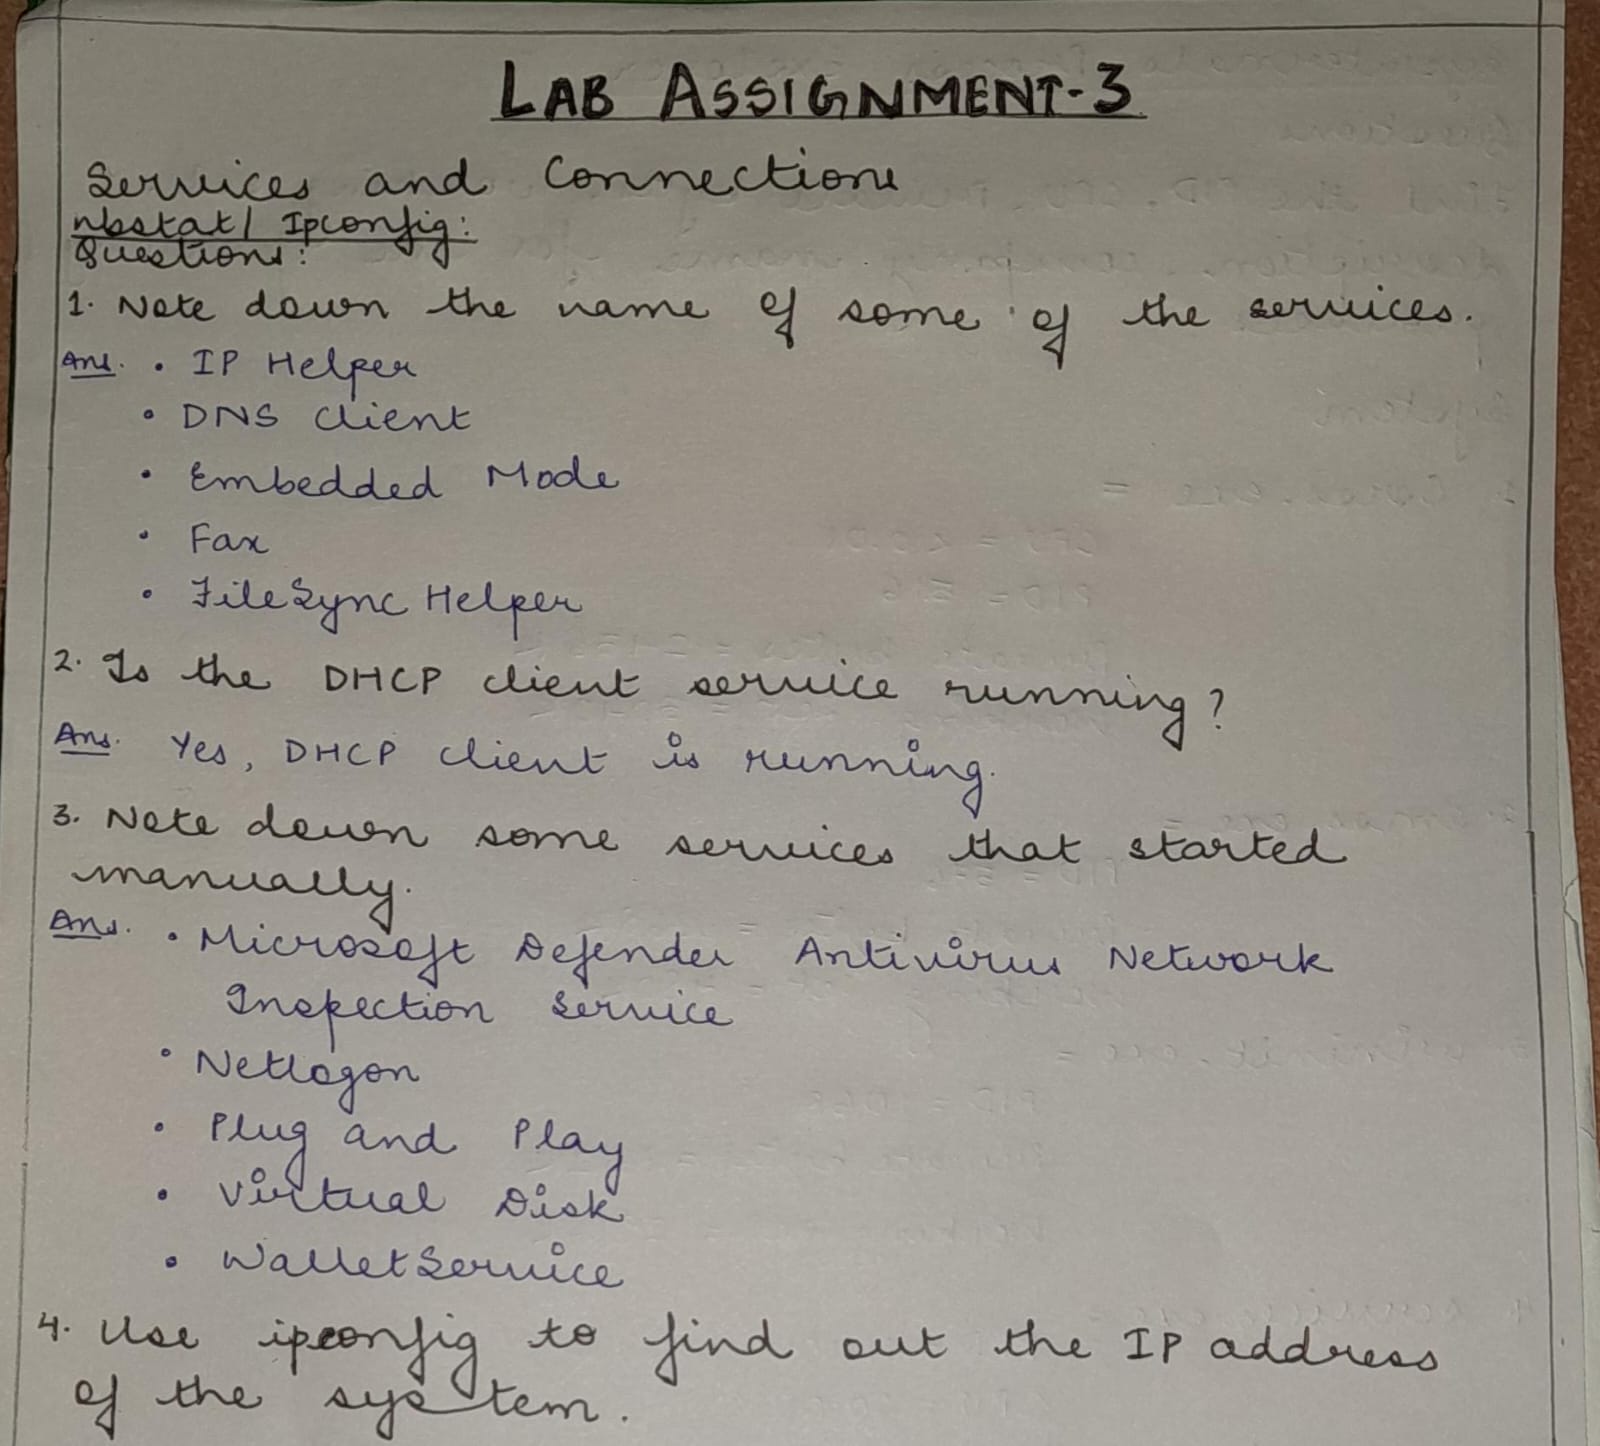 LAB ASSIGNMENT-3
Services and Connections
nbstat/ Ipconfig:
Questions:
1. Note down the name of some of the services.
Ans. • IP Helper
• DNS Client
• Embedded Mode
• Fax
• FileSync Helper
2. Is the DHCP client service running?
Ans. Yes, DHCP client is running.
3. Note down some services that started
manually.
Ans. • Microsoft Defender Antivirus Network
Inspection Service
• Netlogon
• Plug and Play
• Virtual Disk
• WalletService
4. Use ipconfig to find out the IP address
of the system.